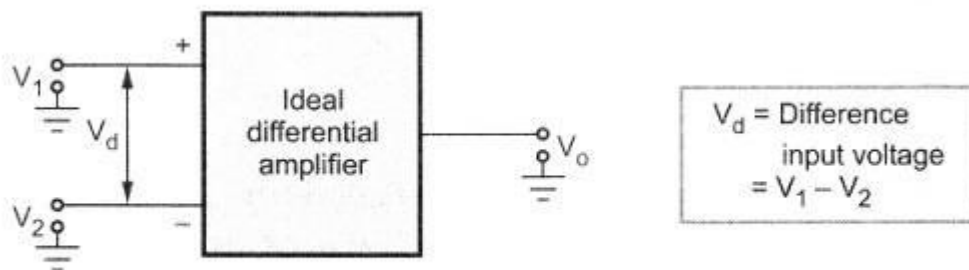 V1
+
Vd
V2
−
Ideal
differential
amplifier
Vo
Vd = Difference
input voltage
= V1 − V2